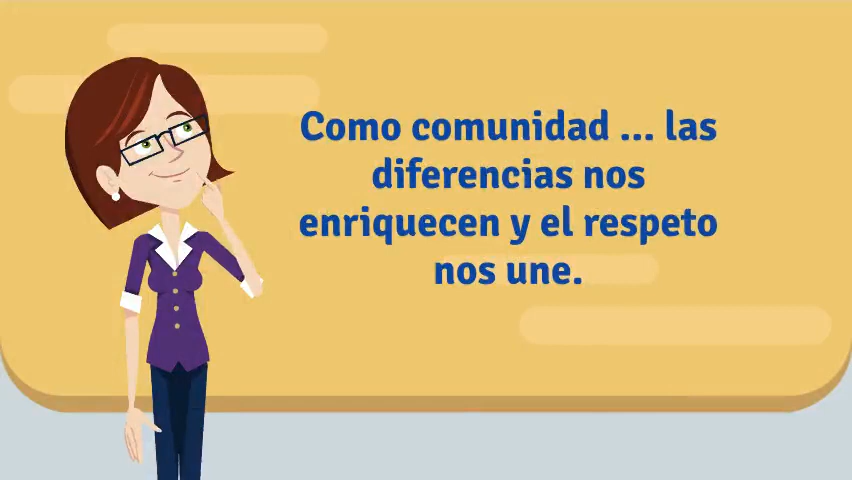 Como comunidad ... las
diferencias nos
enriquecen y el respeto
nos une.